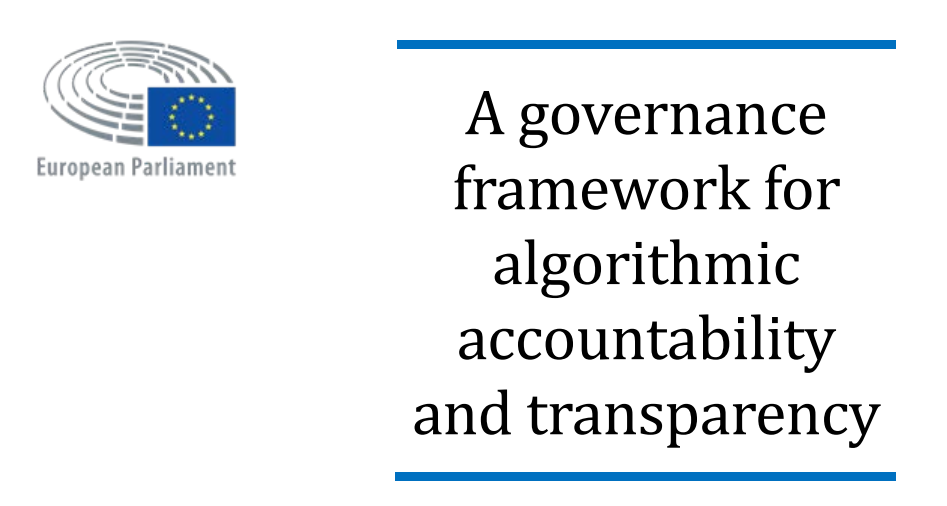 European Parliament
A governance
framework for
algorithmic
accountability
and transparency